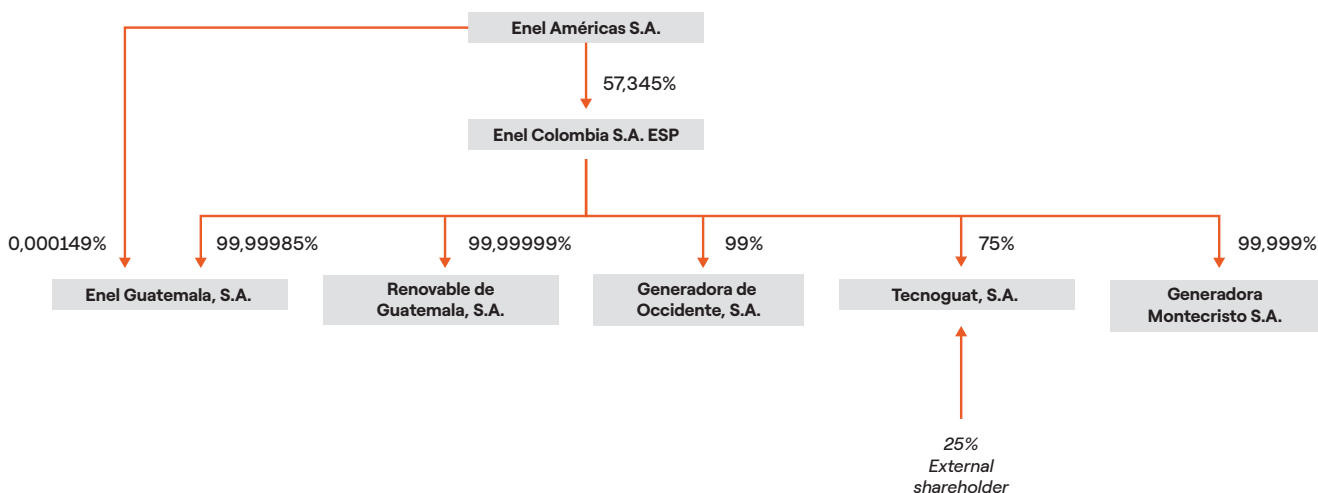 Enel Américas S.A.
57,345%
Enel Colombia S.A. ESP
0,000149%
99,99985%
99,99999%
99%
75%
99,999%
Enel Guatemala, S.A.
Renovable de
Guatemala, S.A.
Generadora de
Occidente, S.A.
Tecnoguat, S.A.
Generadora
Montecristo S.A.
25%
External
shareholder